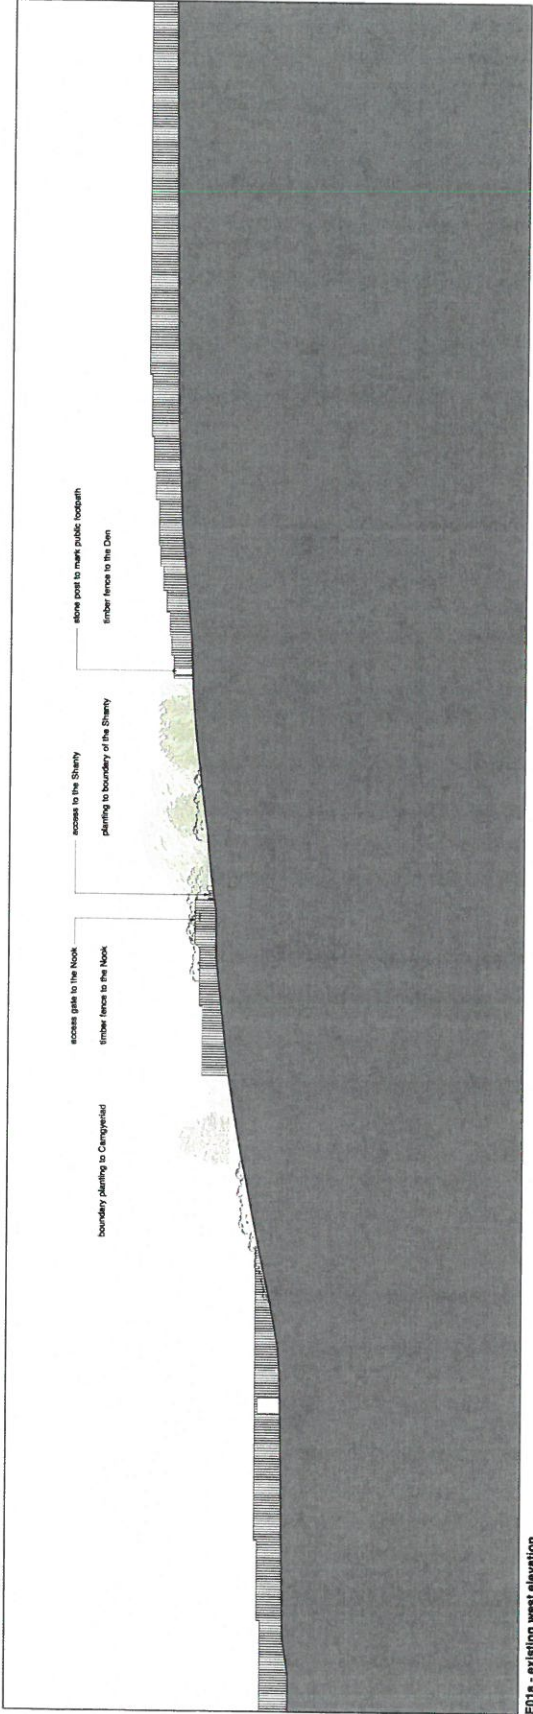 boundary planting to Carngyeriad
access gate to the Nook
timber fence to the Nook
access to the Shanty
planting to boundary of the Shanty
stone post to mark public footpath
timber fence to the Den
E01a - existing west elevation